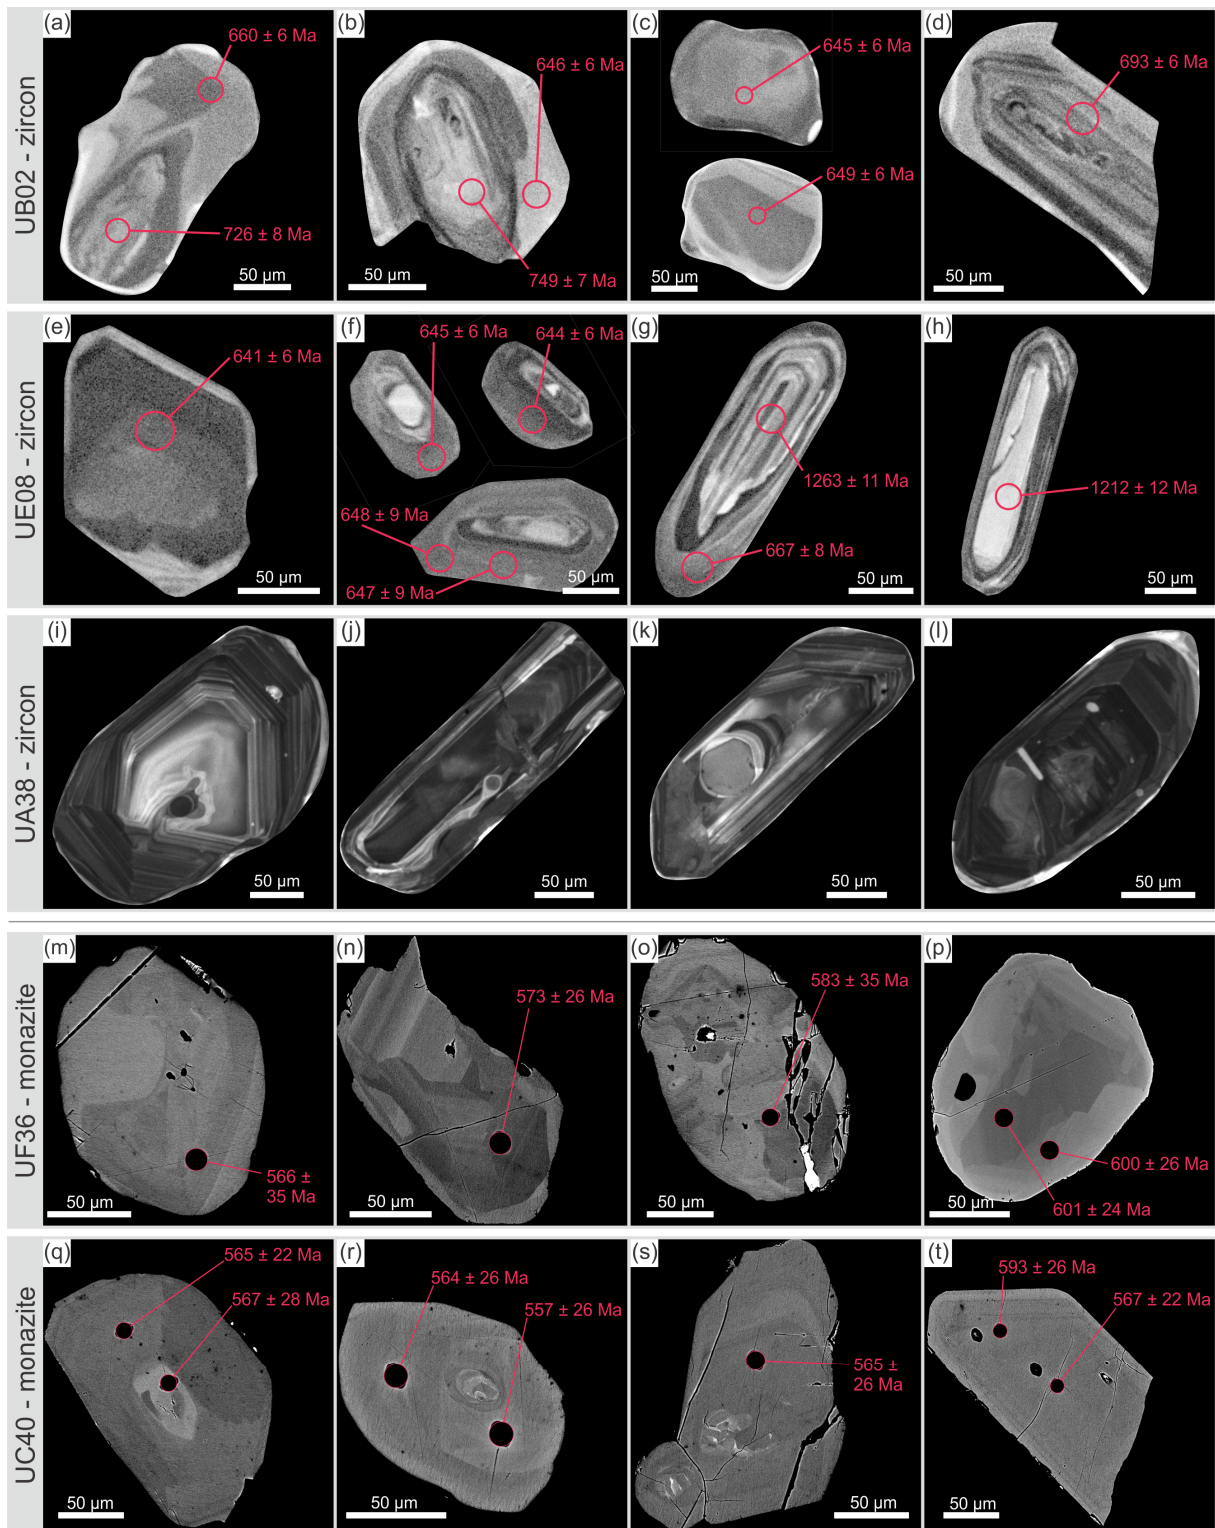 UB02 - zircon
(a)
660 ± 6 Ma
726 ± 8 Ma
50 µm
(b)
646 ± 6 Ma
749 ± 7 Ma
50 µm
(c)
645 ± 6 Ma
649 ± 6 Ma
50 µm
(d)
693 ± 6 Ma
50 µm
UE08 - zircon
(e)
641 ± 6 Ma
50 µm
(f)
645 ± 6 Ma
644 ± 6 Ma
648 ± 9 Ma
647 ± 9 Ma
50 µm
(g)
1263 ± 11 Ma
667 ± 8 Ma
50 µm
(h)
1212 ± 12 Ma
50 µm
UA38 - zircon
(i)
50 µm
(j)
50 µm
(k)
50 µm
(l)
50 µm
UF36 - monazite
(m)
566 ±
35 Ma
50 µm
(n)
573 ± 26 Ma
50 µm
(o)
583 ± 35 Ma
50 µm
(p)
600 ± 26 Ma
601 ± 24 Ma
50 µm
UC40 - monazite
(q)
565 ± 22 Ma
567 ± 28 Ma
50 µm
(r)
564 ± 26 Ma
557 ± 26 Ma
50 µm
(s)
565 ±
26 Ma
50 µm
(t)
593 ± 26 Ma
567 ± 22 Ma
50 µm